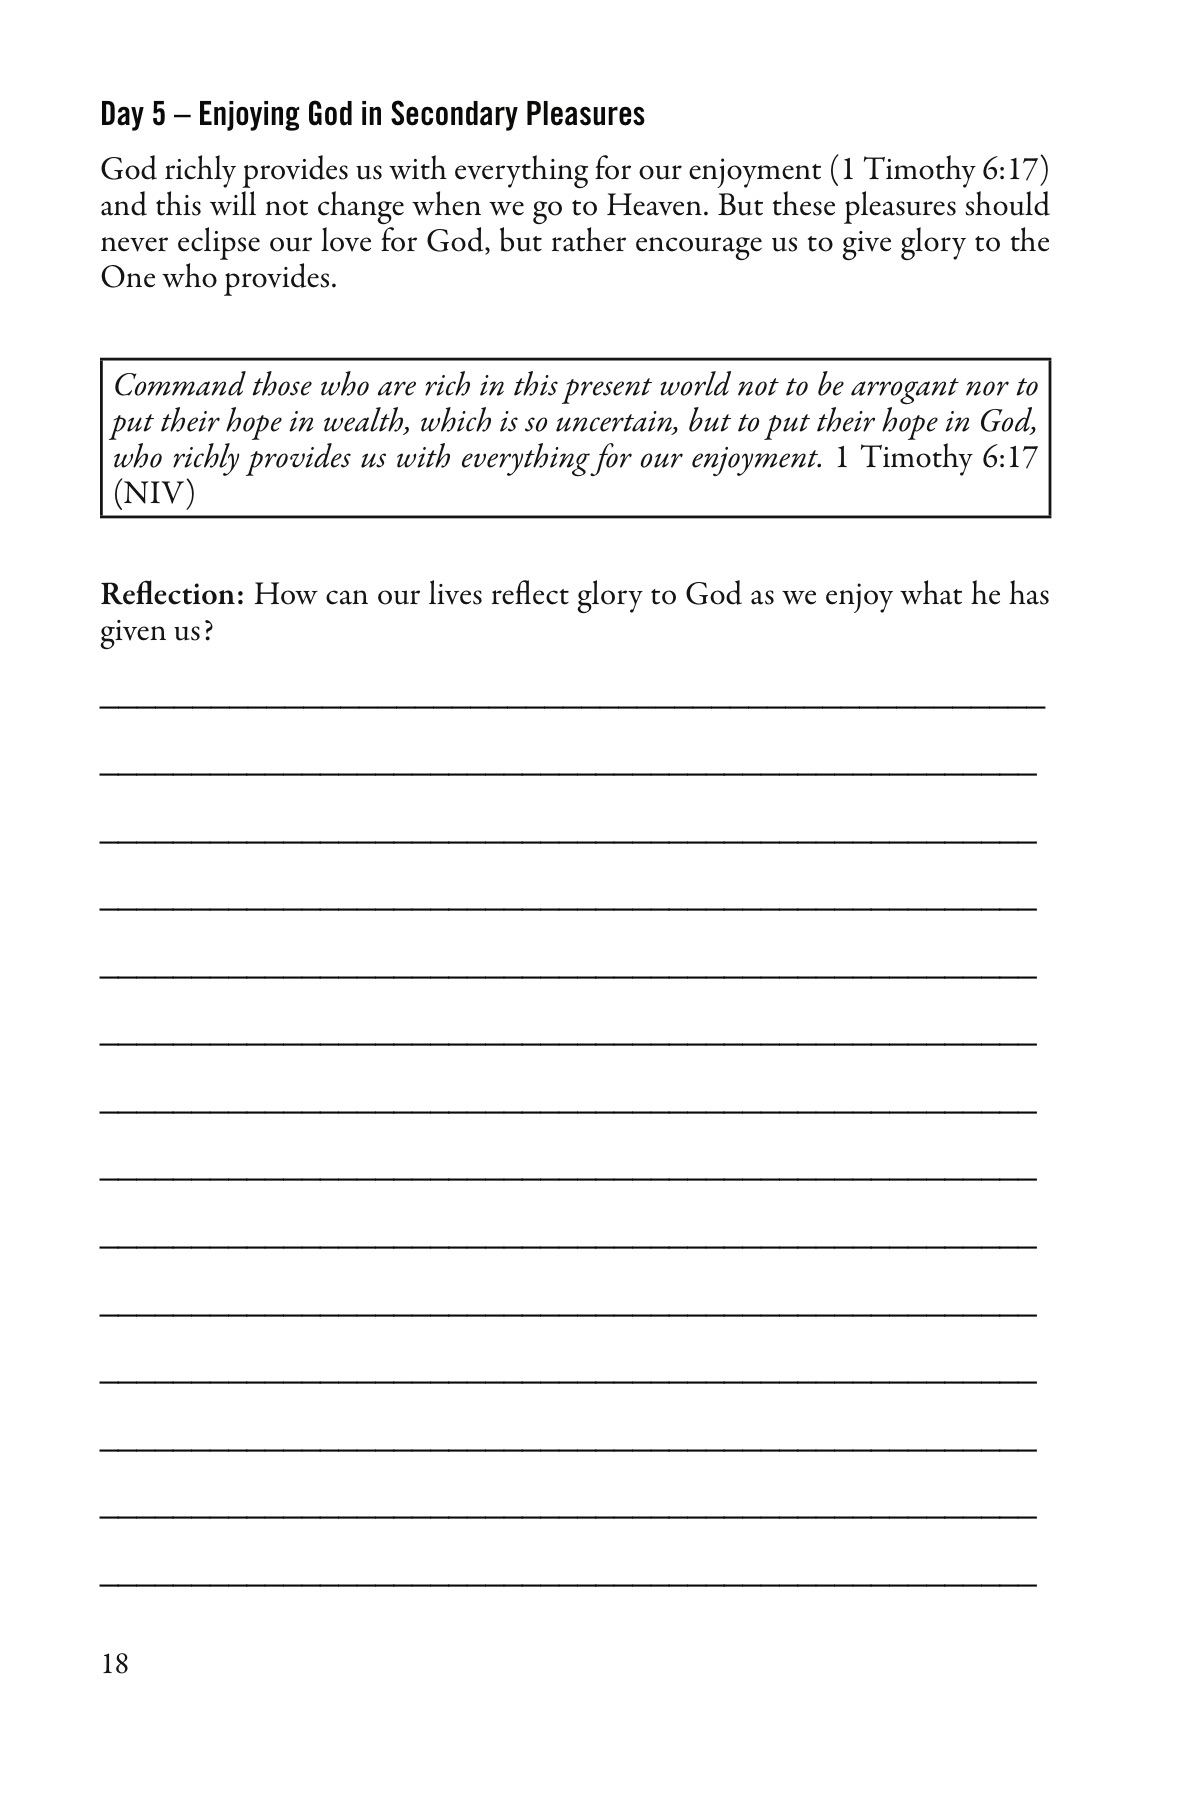 Day 5 – Enjoying God in Secondary Pleasures
God richly provides us with everything for our enjoyment (1 Timothy 6:17)
and this will not change when we go to Heaven. But these pleasures should
never eclipse our love for God, but rather encourage us to give glory to the
One who provides.
Command those who are rich in this present world not to be arrogant nor to
put their hope in wealth, which is so uncertain, but to put their hope in God,
who richly provides us with everything for our enjoyment. 1 Timothy 6:17
(NIV)
Reflection: How can our lives reflect glory to God as we enjoy what he has
given us?
18